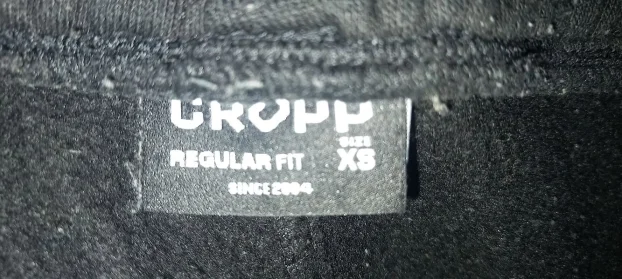 CROPP
SIZE
REGULAR FIT XS
SINCE 2004